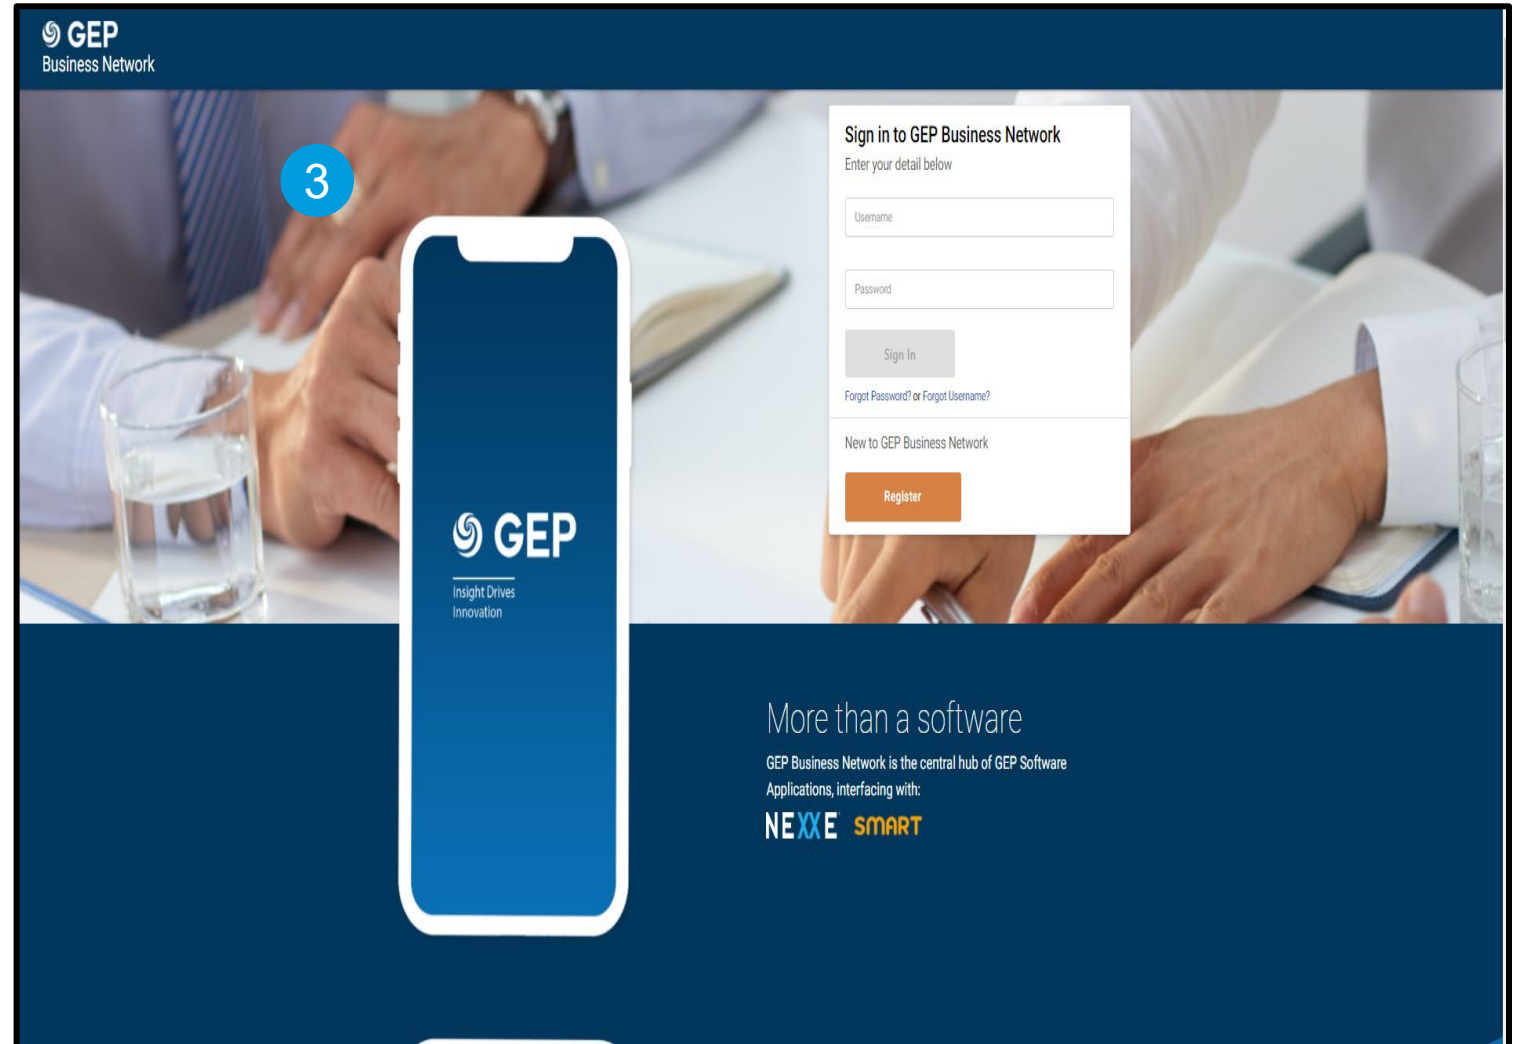 GEP
Business Network
3
Sign in to GEP Business Network
Enter your detail below
Username
Password
Sign In
Forgot Password? or Forgot Username?
New to GEP Business Network
Register
GEP
Insight Drives
Innovation
More than a software
GEP Business Network is the central hub of GEP Software
Applications, interfacing with:
NEXXE SMART